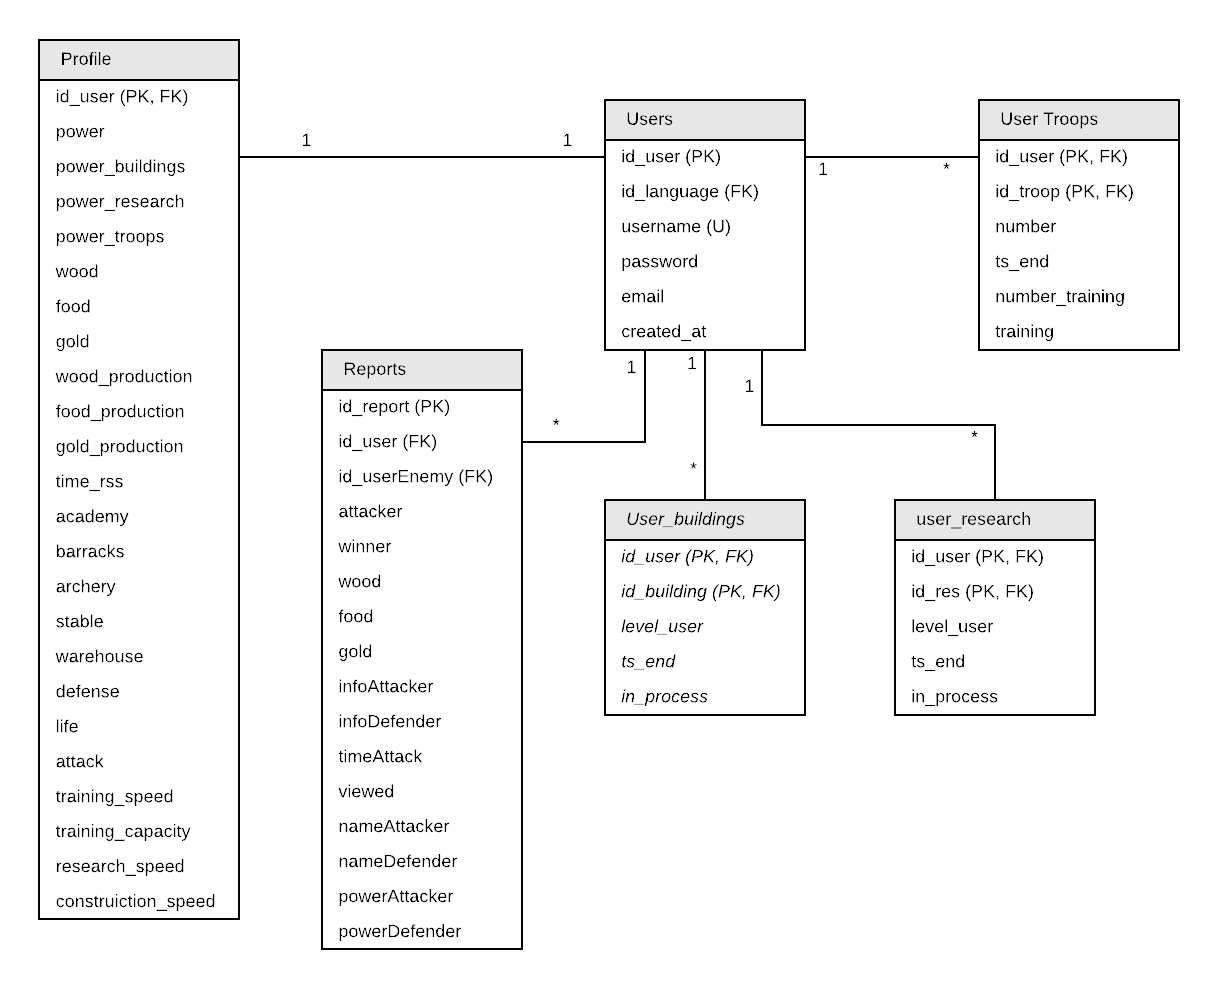 Profile
id_user (PK, FK)
power
power_buildings
power_research
power_troops
wood
food
gold
wood_production
food_production
gold_production
time_rss
academy
barracks
archery
stable
warehouse
defense
life
attack
training_speed
training_capacity
research_speed
construiction_speed
1
1
Users
id_user (PK)
id_language (FK)
username (U)
password
email
created_at
1
*
User Troops
id_user (PK, FK)
id_troop (PK, FK)
number
ts_end
number_training
training
1
*
1
*
1
*
Reports
id_report (PK)
id_user (FK)
id_userEnemy (FK)
attacker
winner
wood
food
gold
infoAttacker
infoDefender
timeAttack
viewed
nameAttacker
nameDefender
powerAttacker
powerDefender
User_buildings
id_user (PK, FK)
id_building (PK, FK)
level_user
ts_end
in_process
user_research
id_user (PK, FK)
id_res (PK, FK)
level_user
ts_end
in_process